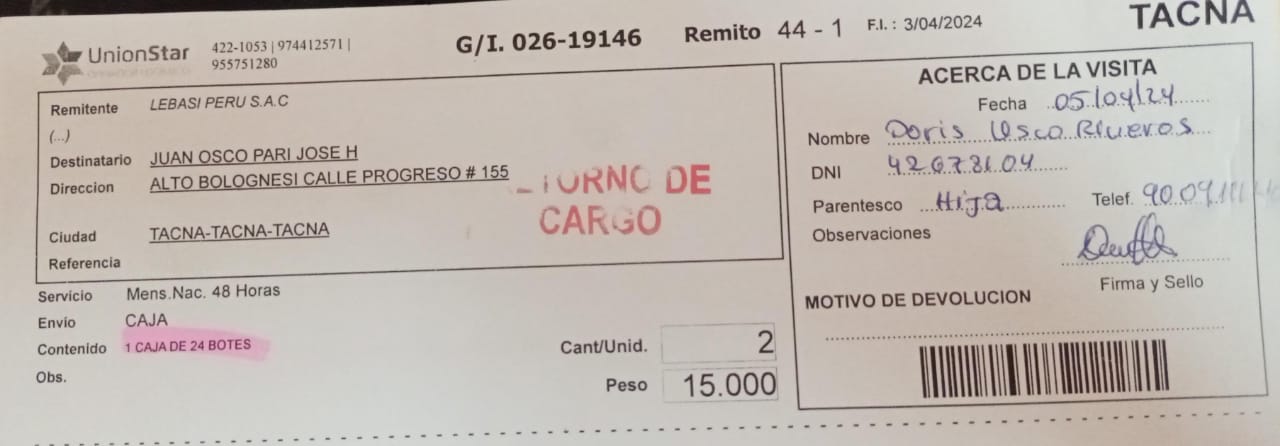 UnionStar
422-1053 | 974412571 |
955751280
G/I. 026-19146
Remito 44 - 1
F.I. : 3/04/2024
TACNA
Remitente LEBASI PERU S.A.C
(...)
Destinatario JUAN OSCO PARI JOSE H
Direccion ALTO BOLOGNESI CALLE PROGRESO # 155
Ciudad TACNA-TACNA-TACNA
Referencia
DE
CARGO
Servicio Mens.Nac. 48 Horas
Envío CAJA
Contenido 1 CAJA DE 24 BOTES
Obs.
Cant/Unid. 2
Peso 15.000
ACERCA DE LA VISITA
Fecha 05/04/24
Nombre Doris Osco
DNI 42678104
Parentesco Hija Telef.
Observaciones
Firma y Sello
MOTIVO DE DEVOLUCION